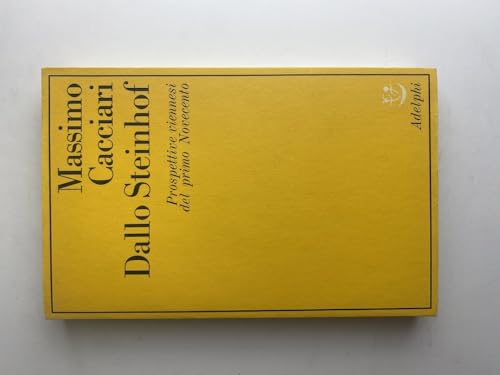 Massimo
Cacciari
Dallo Steinhof
Prospettive viennesi
del primo Novecento
Adelphi